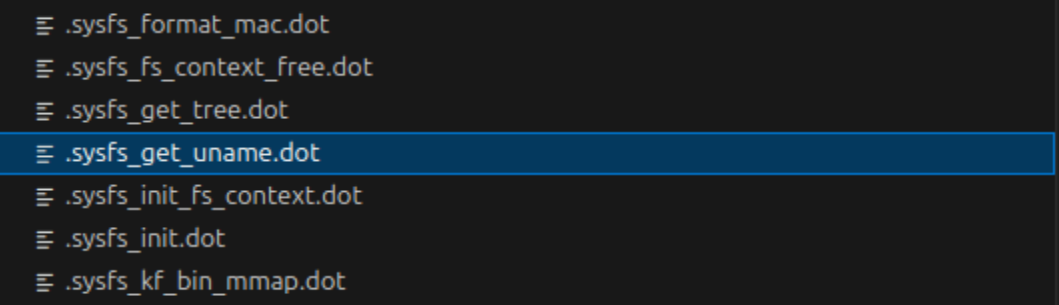 .sysfs_format_mac.dot
.sysfs_fs_context_free.dot
.sysfs_get_tree.dot
.sysfs_get_uname.dot
.sysfs_init_fs_context.dot
.sysfs_init.dot
.sysfs_kf_bin_mmap.dot